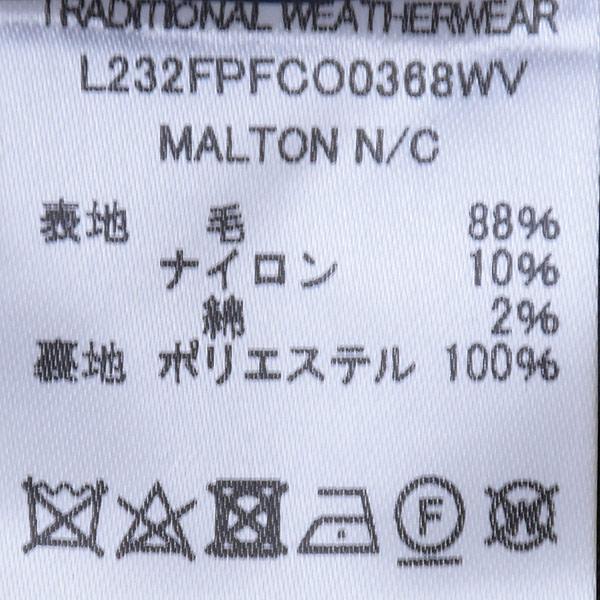 TRADITIONAL WEATHERWEAR
L232FPFCO0368WV
MALTON N/C
表地 毛 88%
ナイロン 10%
綿 2%
裏地 ポリエステル 100%
F W